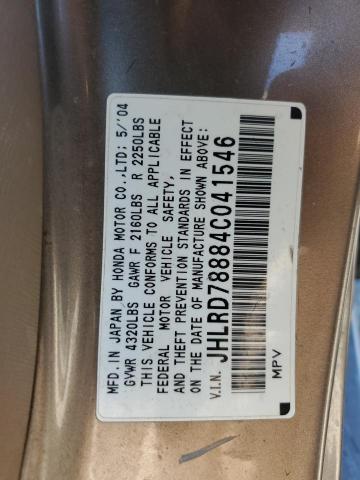 MFD.IN JAPAN BY HONDA MOTOR CO.,LTD; 5/'04
GVWR 4320LBS GAWR F 2160LBS R 2250LBS
THIS VEHICLE CONFORMS TO ALL APPLICABLE
FEDERAL MOTOR VEHICLE SAFETY,
AND THEFT PREVENTION STANDARDS IN EFFECT
ON THE DATE OF MANUFACTURE SHOWN ABOVE:
V.I.N. JHLRD78884C041546
MPV